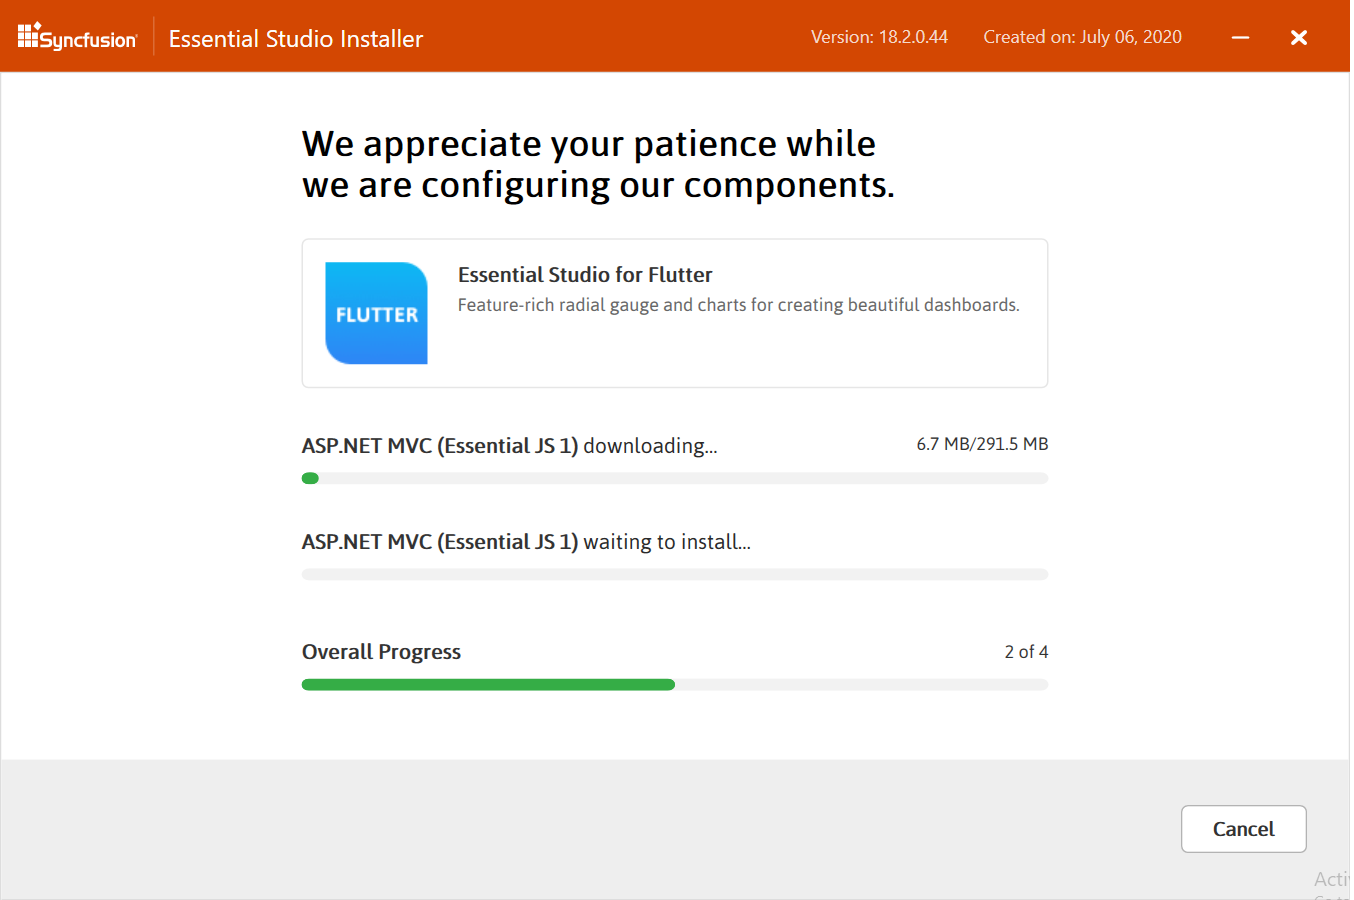 Syncfusion
Essential Studio Installer
Version: 18.2.0.44
Created on: July 06, 2020
We appreciate your patience while
we are configuring our components.
FLUTTER
Essential Studio for Flutter
Feature-rich radial gauge and charts for creating beautiful dashboards.
ASP.NET MVC (Essential JS 1) downloading...
6.7 MB/291.5 MB
ASP.NET MVC (Essential JS 1) waiting to install...
Overall Progress
2 of 4
Cancel
Acti